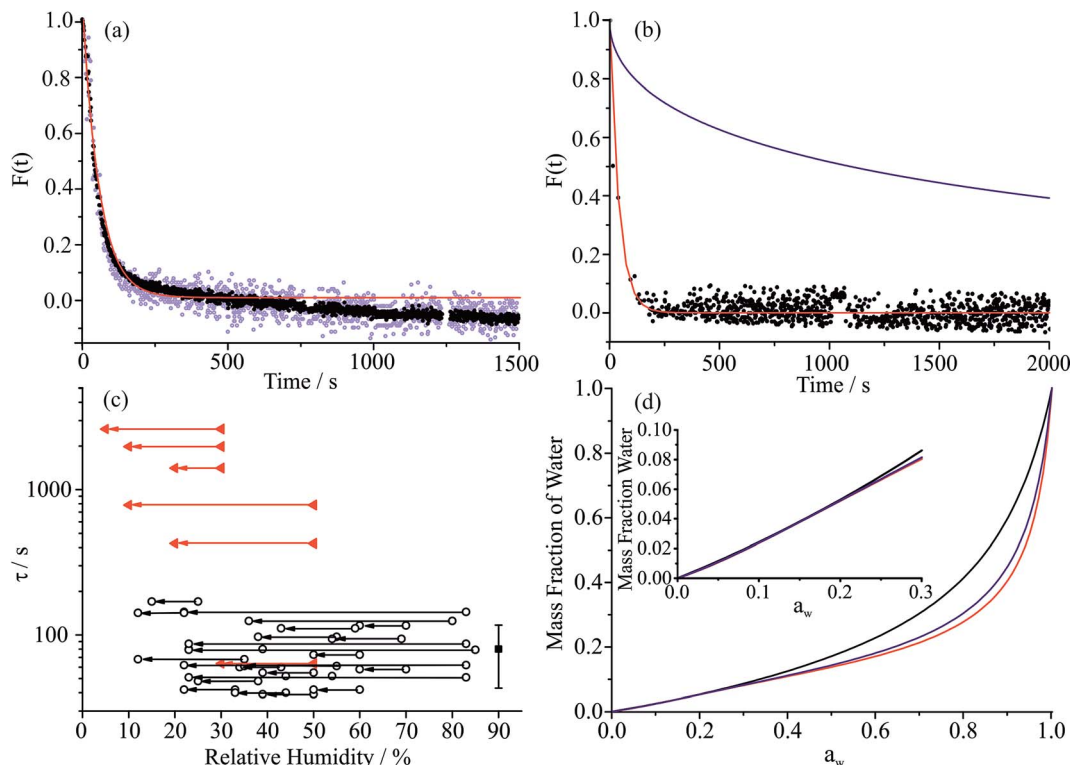 (a)
F(t)
1.0
0.8
0.6
0.4
0.2
0.0
0
500
1000
1500
Time / s
(b)
F(t)
1.0
0.8
0.6
0.4
0.2
0.0
0
500
1000
1500
2000
Time / s
(c)
τ / s
1000
100
0 10 20 30 40 50 60 70 80 90
Relative Humidity / %
(d)
Mass Fraction of Water
1.0
0.8
0.6
0.4
0.2
0.0
0.0 0.2 0.4 0.6 0.8 1.0
a_w
Mass Fraction Water
0.10
0.08
0.06
0.04
0.02
0.00
0.0 0.1 0.2 0.3
a_w